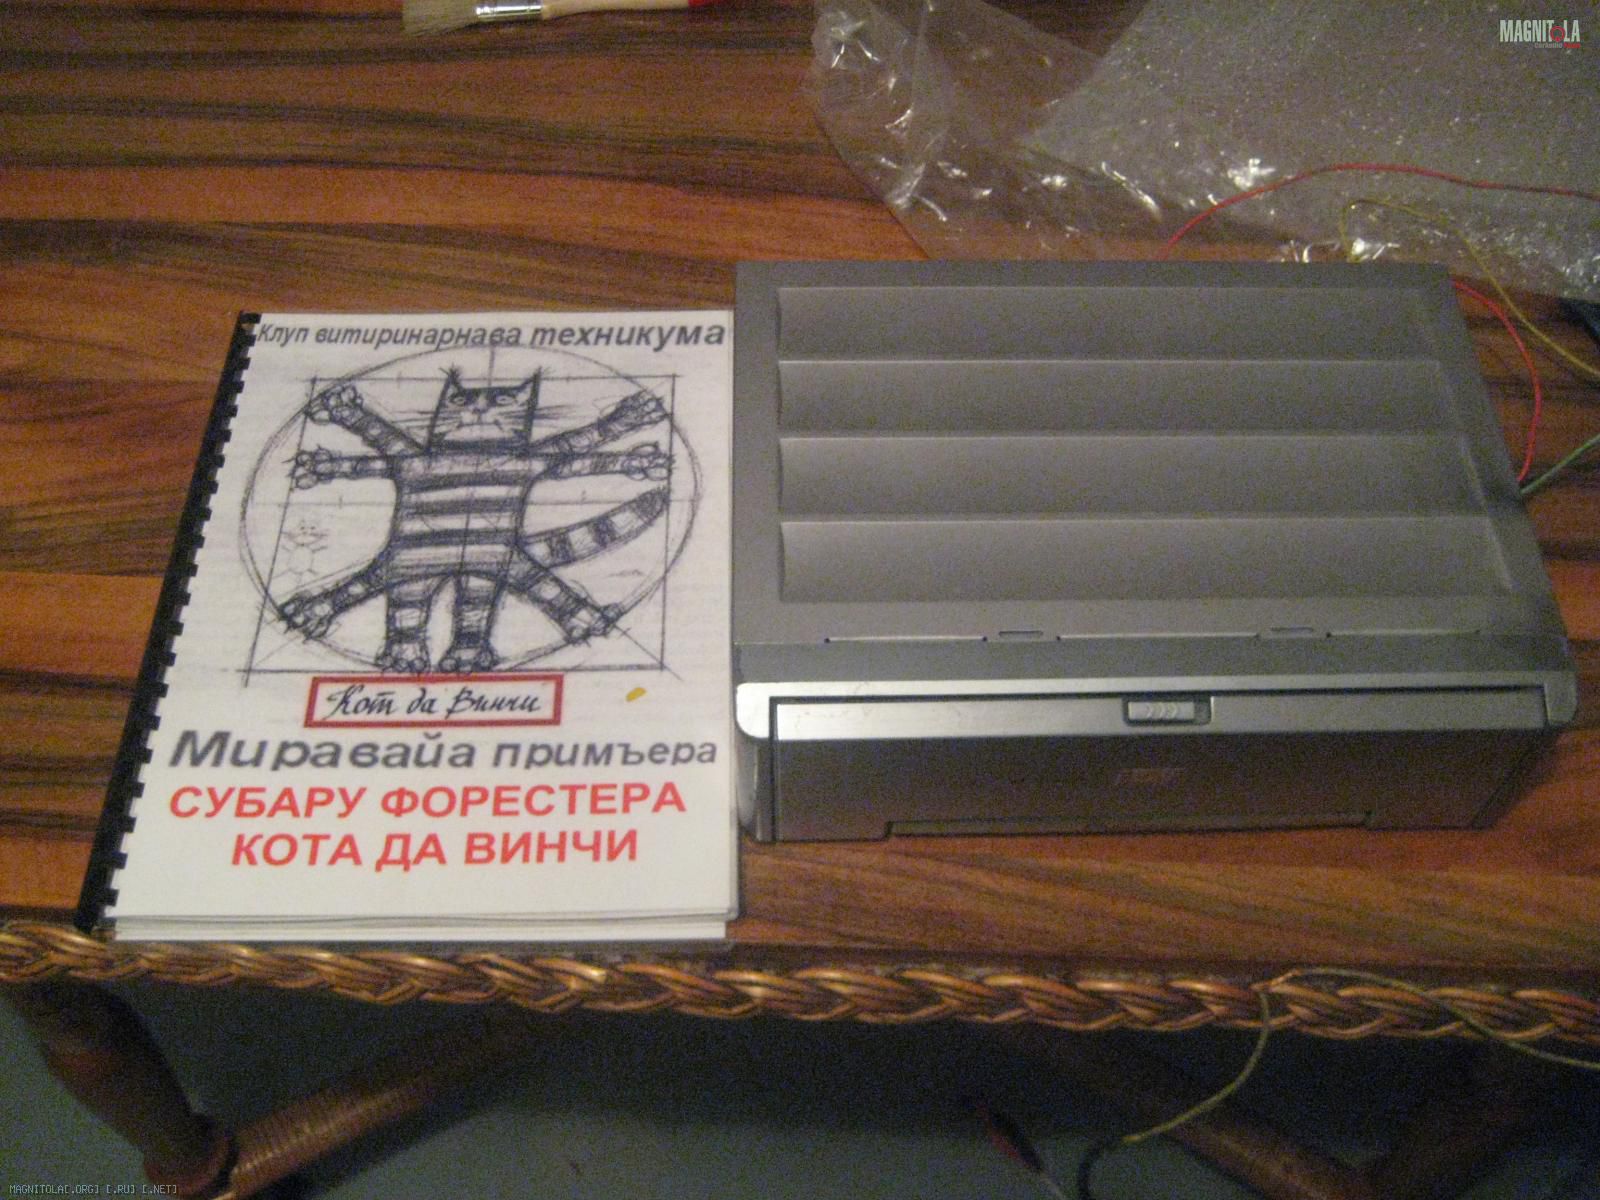 MAGNITOLA
Клуп витиринарнава техникума
Кот да Винчи
Миравайа примъера
СУБАРУ ФОРЕСТЕРА
КОТА ДА ВИНЧИ
MAGNITOLA[.ORG] [.RU] [.NET]